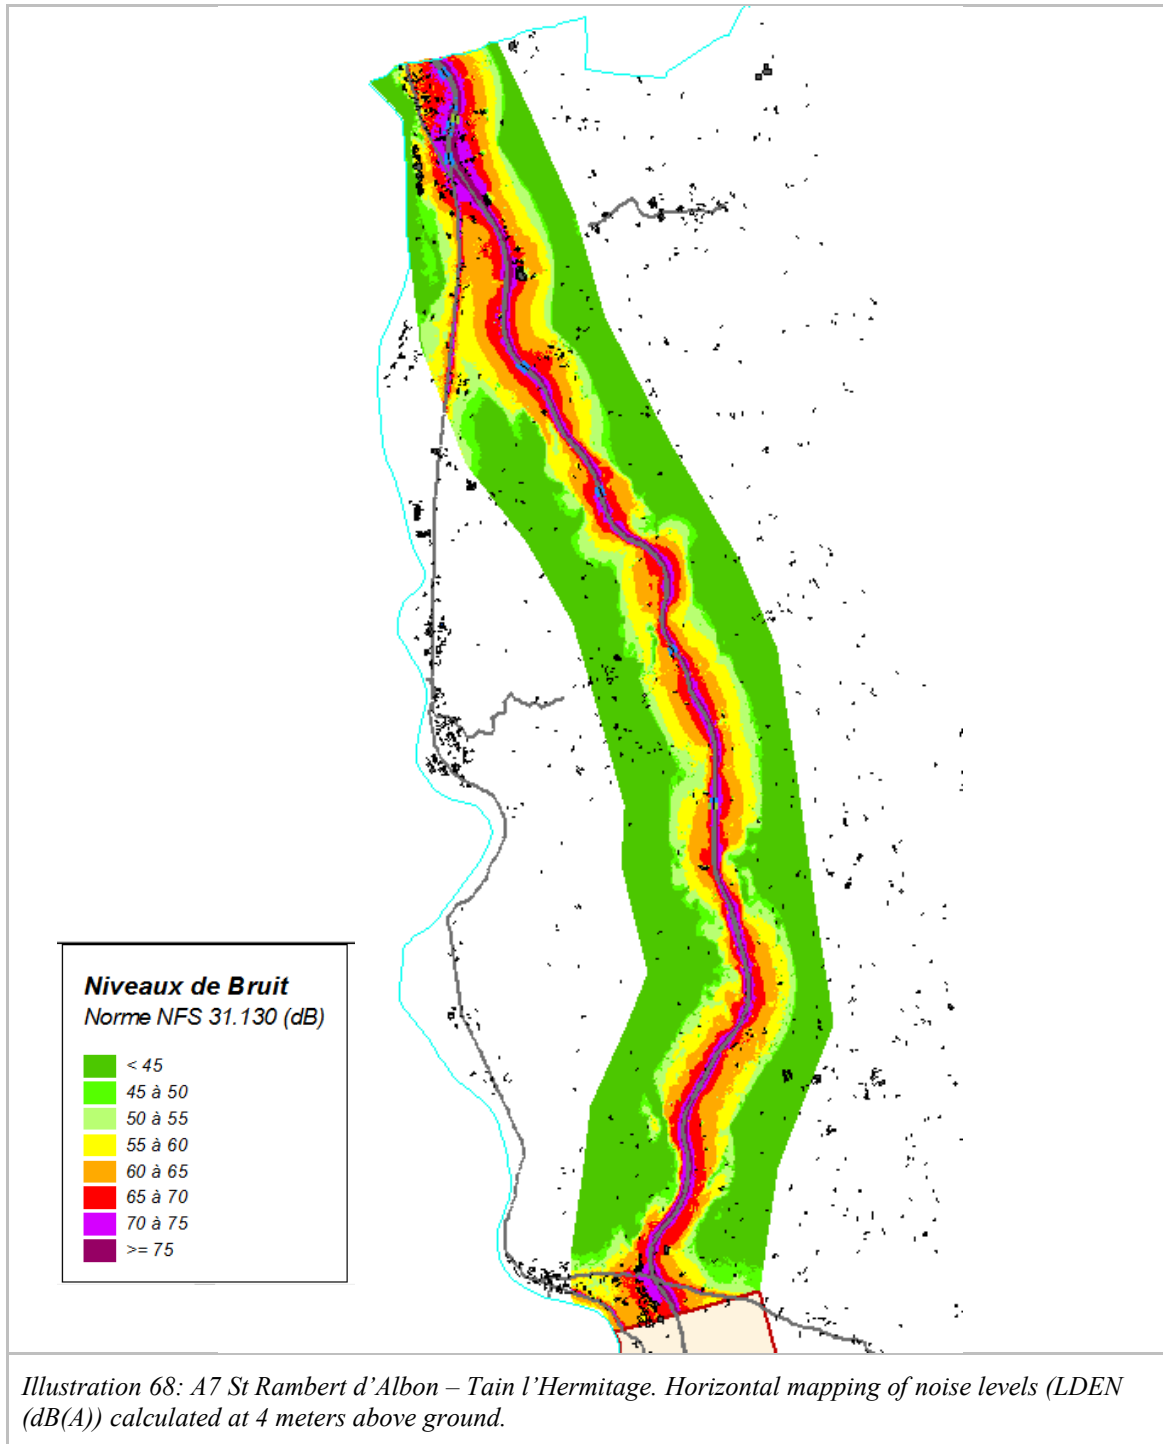 Niveaux de Bruit
Norme NFS 31.130 (dB)
< 45
45 à 50
50 à 55
55 à 60
60 à 65
65 à 70
70 à 75
>= 75
Illustration 68: A7 St Rambert d’Albon – Tain l’Hermitage. Horizontal mapping of noise levels (LDEN
(dB(A)) calculated at 4 meters above ground.